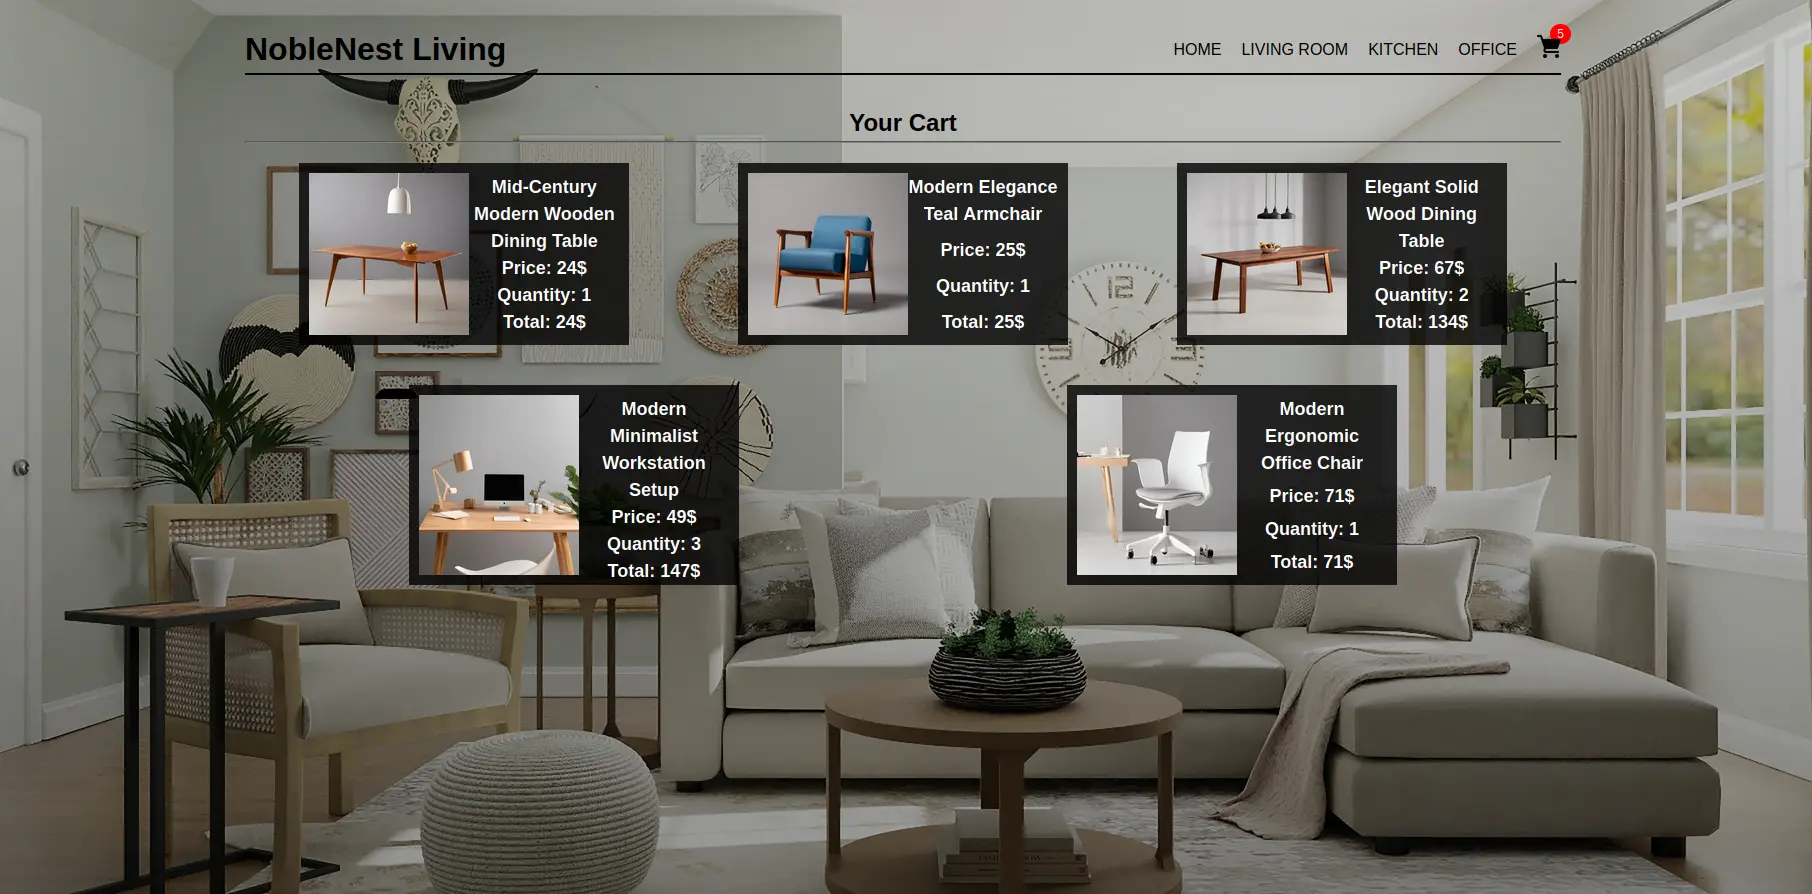 NobleNest Living
HOME LIVING ROOM KITCHEN OFFICE 5
Your Cart
Mid-Century
Modern Wooden
Dining Table
Price: 24$
Quantity: 1
Total: 24$
Modern Elegance
Teal Armchair
Price: 25$
Quantity: 1
Total: 25$
Elegant Solid
Wood Dining
Table
Price: 67$
Quantity: 2
Total: 134$
Modern
Minimalist
Workstation
Setup
Price: 49$
Quantity: 3
Total: 147$
Modern
Ergonomic
Office Chair
Price: 71$
Quantity: 1
Total: 71$